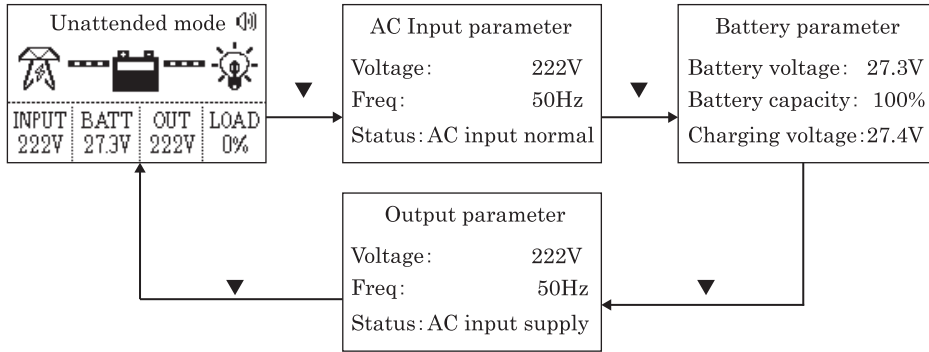 Unattended mode
INPUT BATT OUT LOAD
222V 27.3V 222V 0%
AC Input parameter
Voltage: 222V
Freq: 50Hz
Status: AC input normal
Battery parameter
Battery voltage: 27.3V
Battery capacity: 100%
Charging voltage: 27.4V
Output parameter
Voltage: 222V
Freq: 50Hz
Status: AC input supply